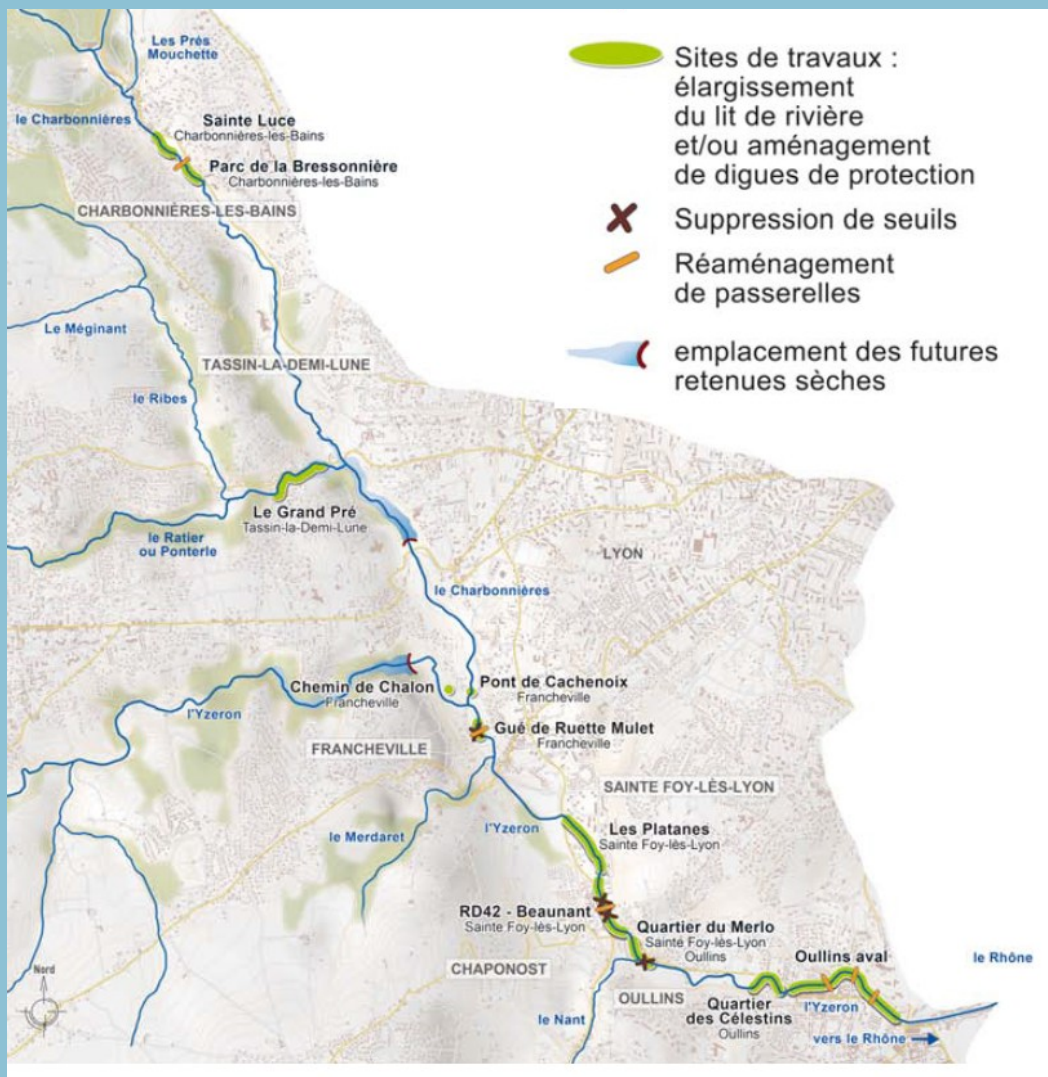 Les Prés
Mouchette
le Charbonnières
Sainte Luce
Charbonnières-les-Bains
Parc de la Bressonnière
Charbonnières-les-Bains
CHARBONNIÈRES-LES-BAINS
Le Méginant
TASSIN-LA-DEMI-LUNE
le Ribes
Le Grand Pré
Tassin-la-Demi-Lune
le Ratier
ou Ponterle
LYON
le Charbonnières
Chemin de Chalon
Francheville
Pont de Cachenoix
Francheville
l'Yzeron
Gué de Ruette Mulet
Francheville
FRANCHEVILLE
SAINTE FOY-LÈS-LYON
l'Yzeron
le Merdaret
Les Platanes
Sainte Foy-lès-Lyon
RD42 - Beaunant
Sainte Foy-lès-Lyon
Quartier du Merlo
Sainte Foy-lès-Lyon
Oullins
CHAPONOST
Oullins aval
le Rhône
OULLINS
Quartier
des Célestins
Oullins
l'Yzeron
le Nant
vers le Rhône
Nord
Sites de travaux :
élargissement
du lit de rivière
et/ou aménagement
de digues de protection
Suppression de seuils
Réaménagement
de passerelles
emplacement des futures
retenues sèches